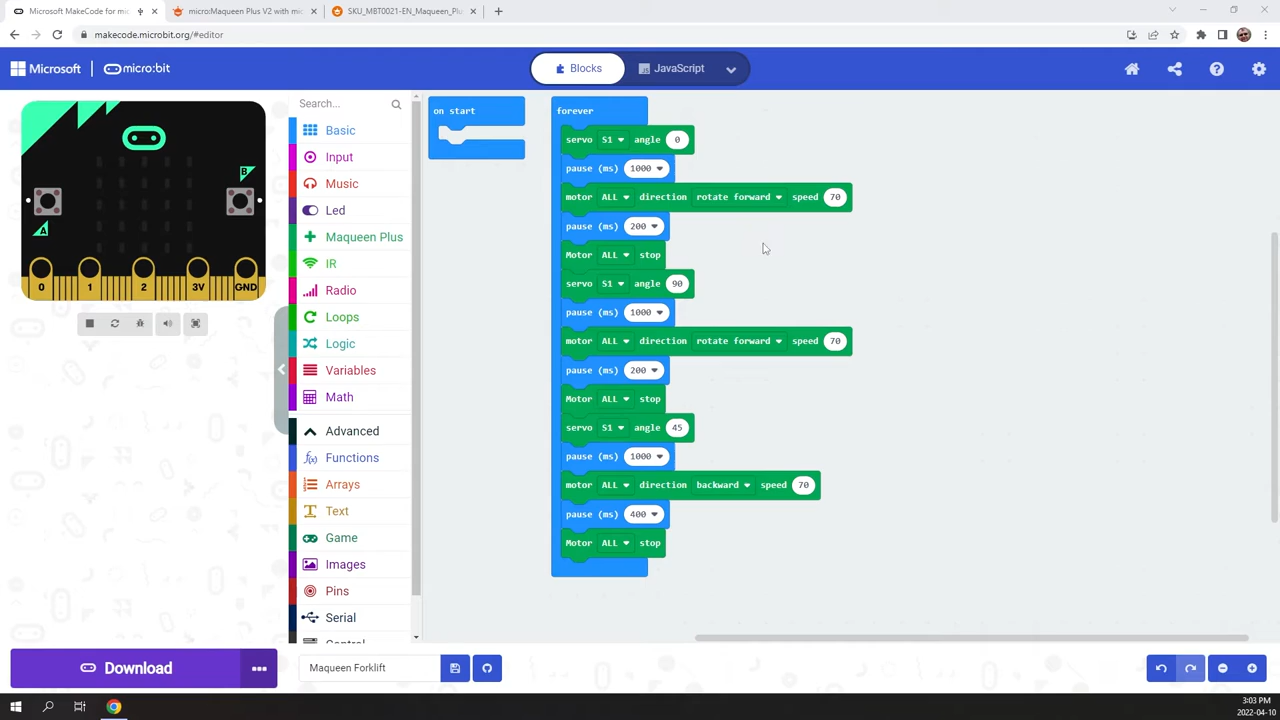 Microsoft MakeCode for mi
micro:Maqueen Plus V2 with mic
SKU_MBT0021-EN_Maqueen_Plu
makecode.microbit.org/#editor
Microsoft
micro:bit
Blocks
JavaScript
A
B
0 1 2 3V GND
Search...
Basic
Input
Music
Led
Maqueen Plus
IR
Radio
Loops
Logic
Variables
Math
Advanced
Functions
Arrays
Text
Game
Images
Pins
Serial
Control
on start
forever
servo S1 angle 0
pause (ms) 1000
motor ALL direction rotate forward speed 70
pause (ms) 200
Motor ALL stop
servo S1 angle 90
pause (ms) 1000
motor ALL direction rotate forward speed 70
pause (ms) 200
Motor ALL stop
servo S1 angle 45
pause (ms) 1000
motor ALL direction backward speed 70
pause (ms) 400
Motor ALL stop
Download
Maqueen Forklift
3:03 PM
2022-04-10